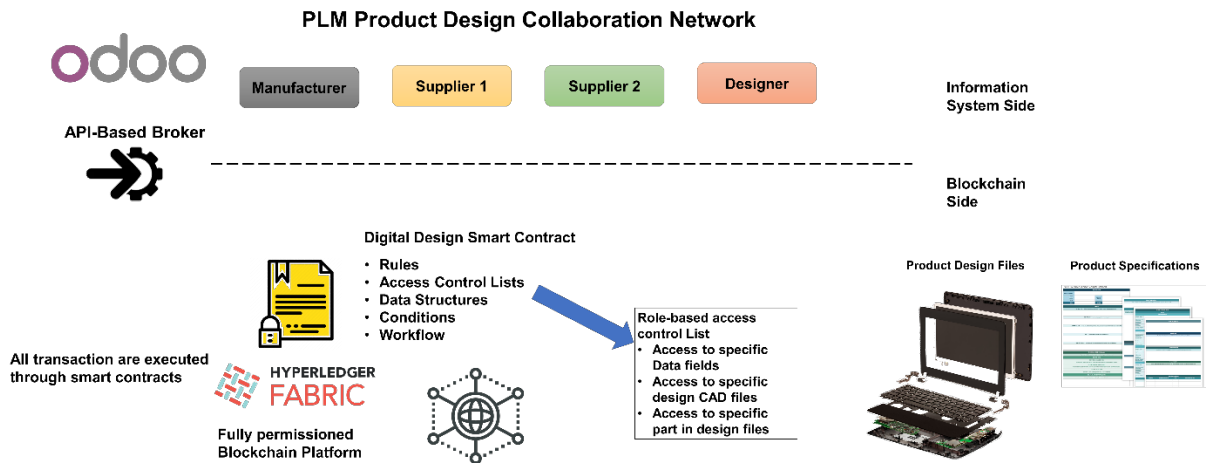 PLM Product Design Collaboration Network
odoo
Manufacturer
Supplier 1
Supplier 2
Designer
Information
System Side
API-Based Broker
Blockchain
Side
Digital Design Smart Contract
• Rules
• Access Control Lists
• Data Structures
• Conditions
• Workflow
Product Design Files
Product Specifications
Role-based access
control List
• Access to specific
Data fields
• Access to specific
design CAD files
• Access to specific
part in design files
All transaction are executed
through smart contracts
HYPERLEDGER
FABRIC
Fully permissioned
Blockchain Platform